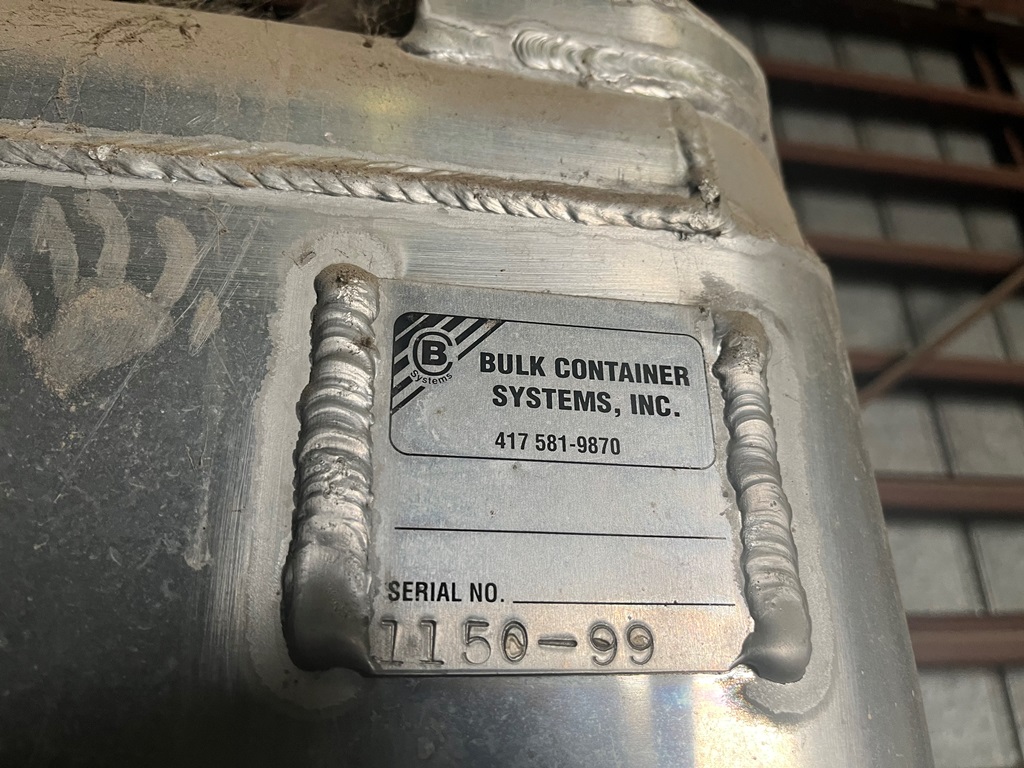 B
Systems
BULK CONTAINER
SYSTEMS, INC.
417 581-9870
SERIAL NO.
1150-99